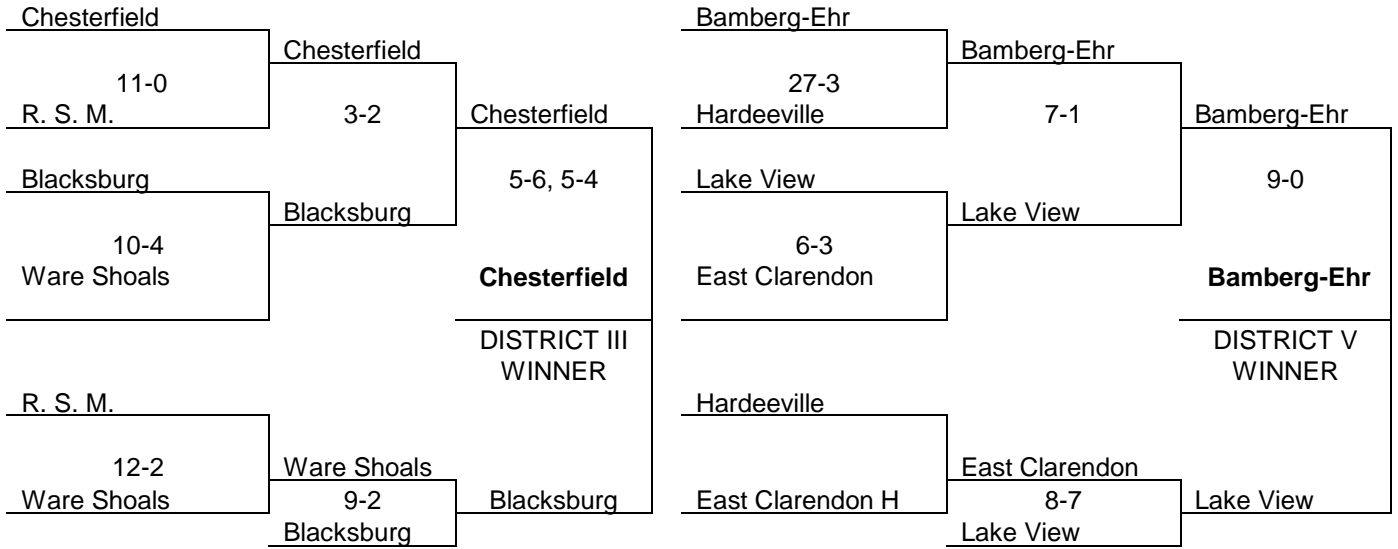 Chesterfield
Chesterfield
11-0
R. S. M.
3-2
Chesterfield
Blacksburg
5-6, 5-4
Blacksburg
10-4
Ware Shoals
Chesterfield
DISTRICT III
WINNER
R. S. M.
12-2
Ware Shoals
Ware Shoals
9-2
Blacksburg
Blacksburg
Bamberg-Ehr
Bamberg-Ehr
27-3
Hardeeville
7-1
Bamberg-Ehr
Lake View
9-0
Lake View
6-3
East Clarendon
Bamberg-Ehr
DISTRICT V
WINNER
Hardeeville
East Clarendon
East Clarendon H
8-7
Lake View
Lake View